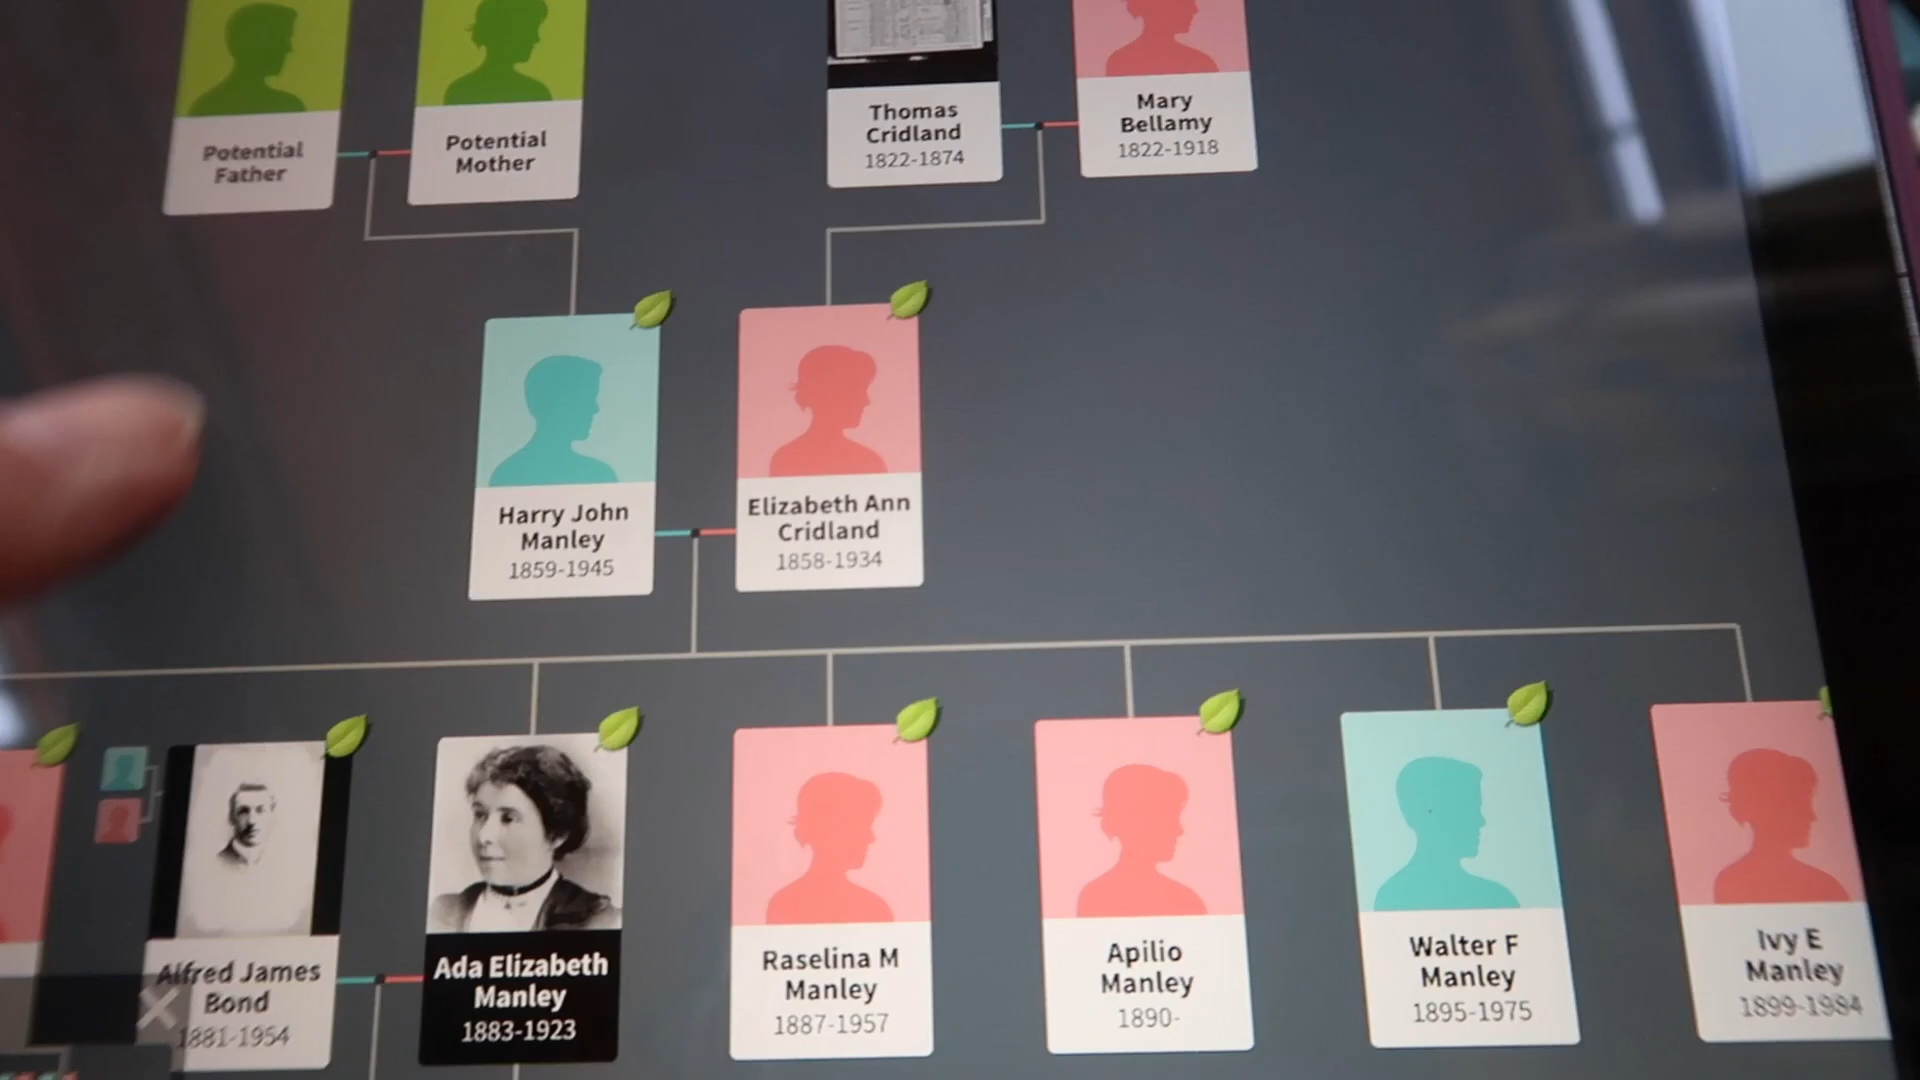 Potential
Father
Potential
Mother
Thomas
Cridland
1822-1874
Mary
Bellamy
1822-1918
Harry John
Manley
1859-1945
Elizabeth Ann
Cridland
1858-1934
Alfred James
Bond
1881-1954
Ada Elizabeth
Manley
1883-1923
Raselina M
Manley
1887-1957
Apilio
Manley
1890-
Walter F
Manley
1895-1975
Ivy E
Manley
1899-1984